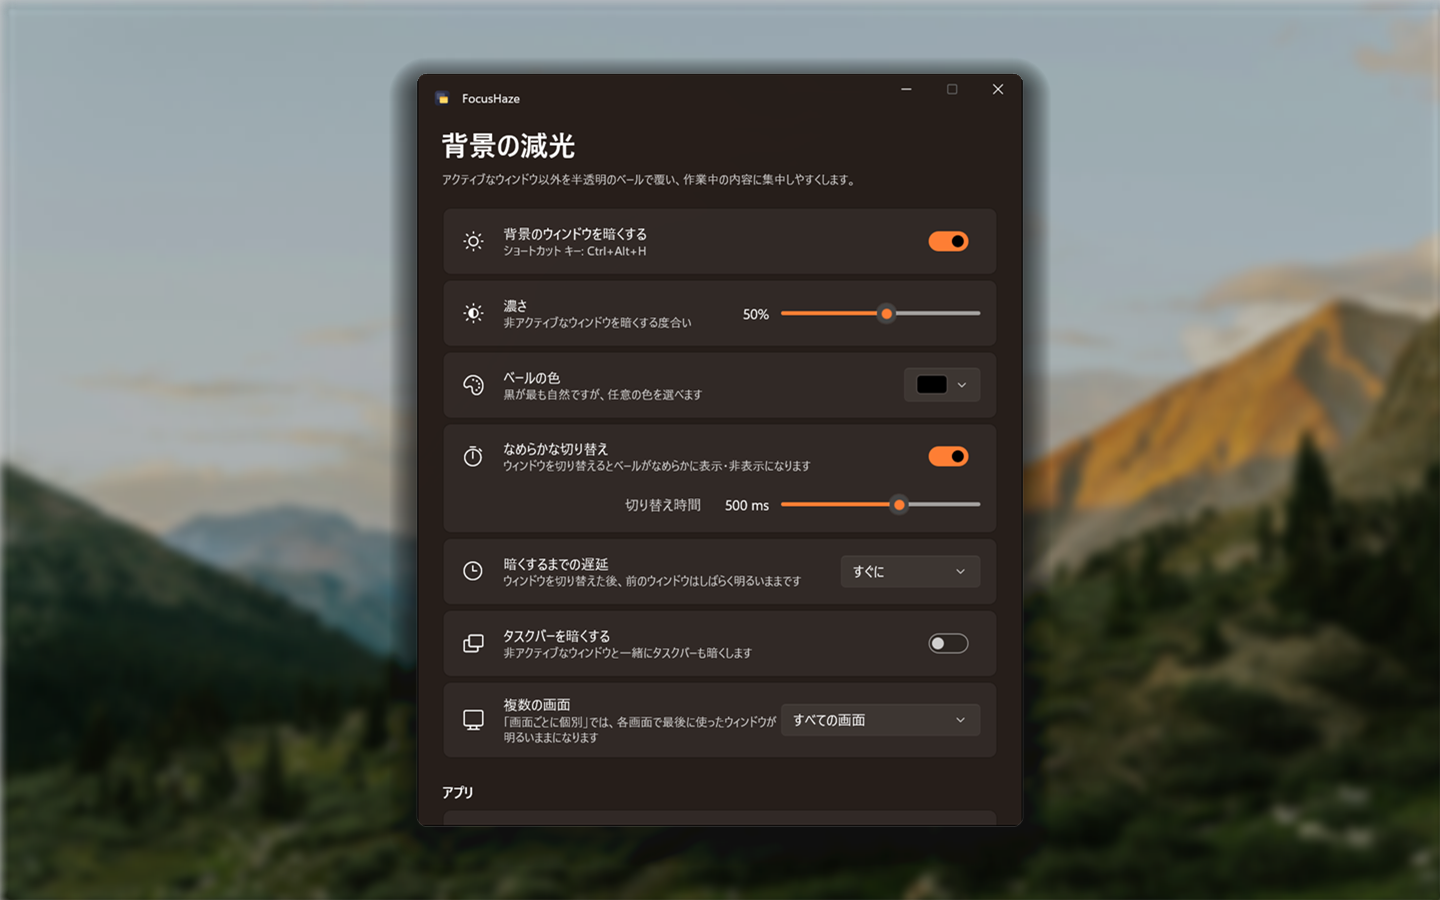 FocusHaze
背景の減光
アクティブなウィンドウ以外を半透明のベールで覆い、作業中の内容に集中しやすくします。
背景のウィンドウを暗くする
ショートカット キー: Ctrl+Alt+H
濃さ
非アクティブなウィンドウを暗くする度合い
50%
ベールの色
黒が最も自然ですが、任意の色を選べます
なめらかな切り替え
ウィンドウを切り替えるとベールがなめらかに表示・非表示になります
切り替え時間
500 ms
暗くするまでの遅延
ウィンドウを切り替えた後、前のウィンドウはしばらく明るいままです
すぐに
タスクバーを暗くする
非アクティブなウィンドウと一緒にタスクバーも暗くします
複数の画面
「画面ごとに個別」では、各画面で最後に使ったウィンドウが
明るいままになります
すべての画面
アプリ